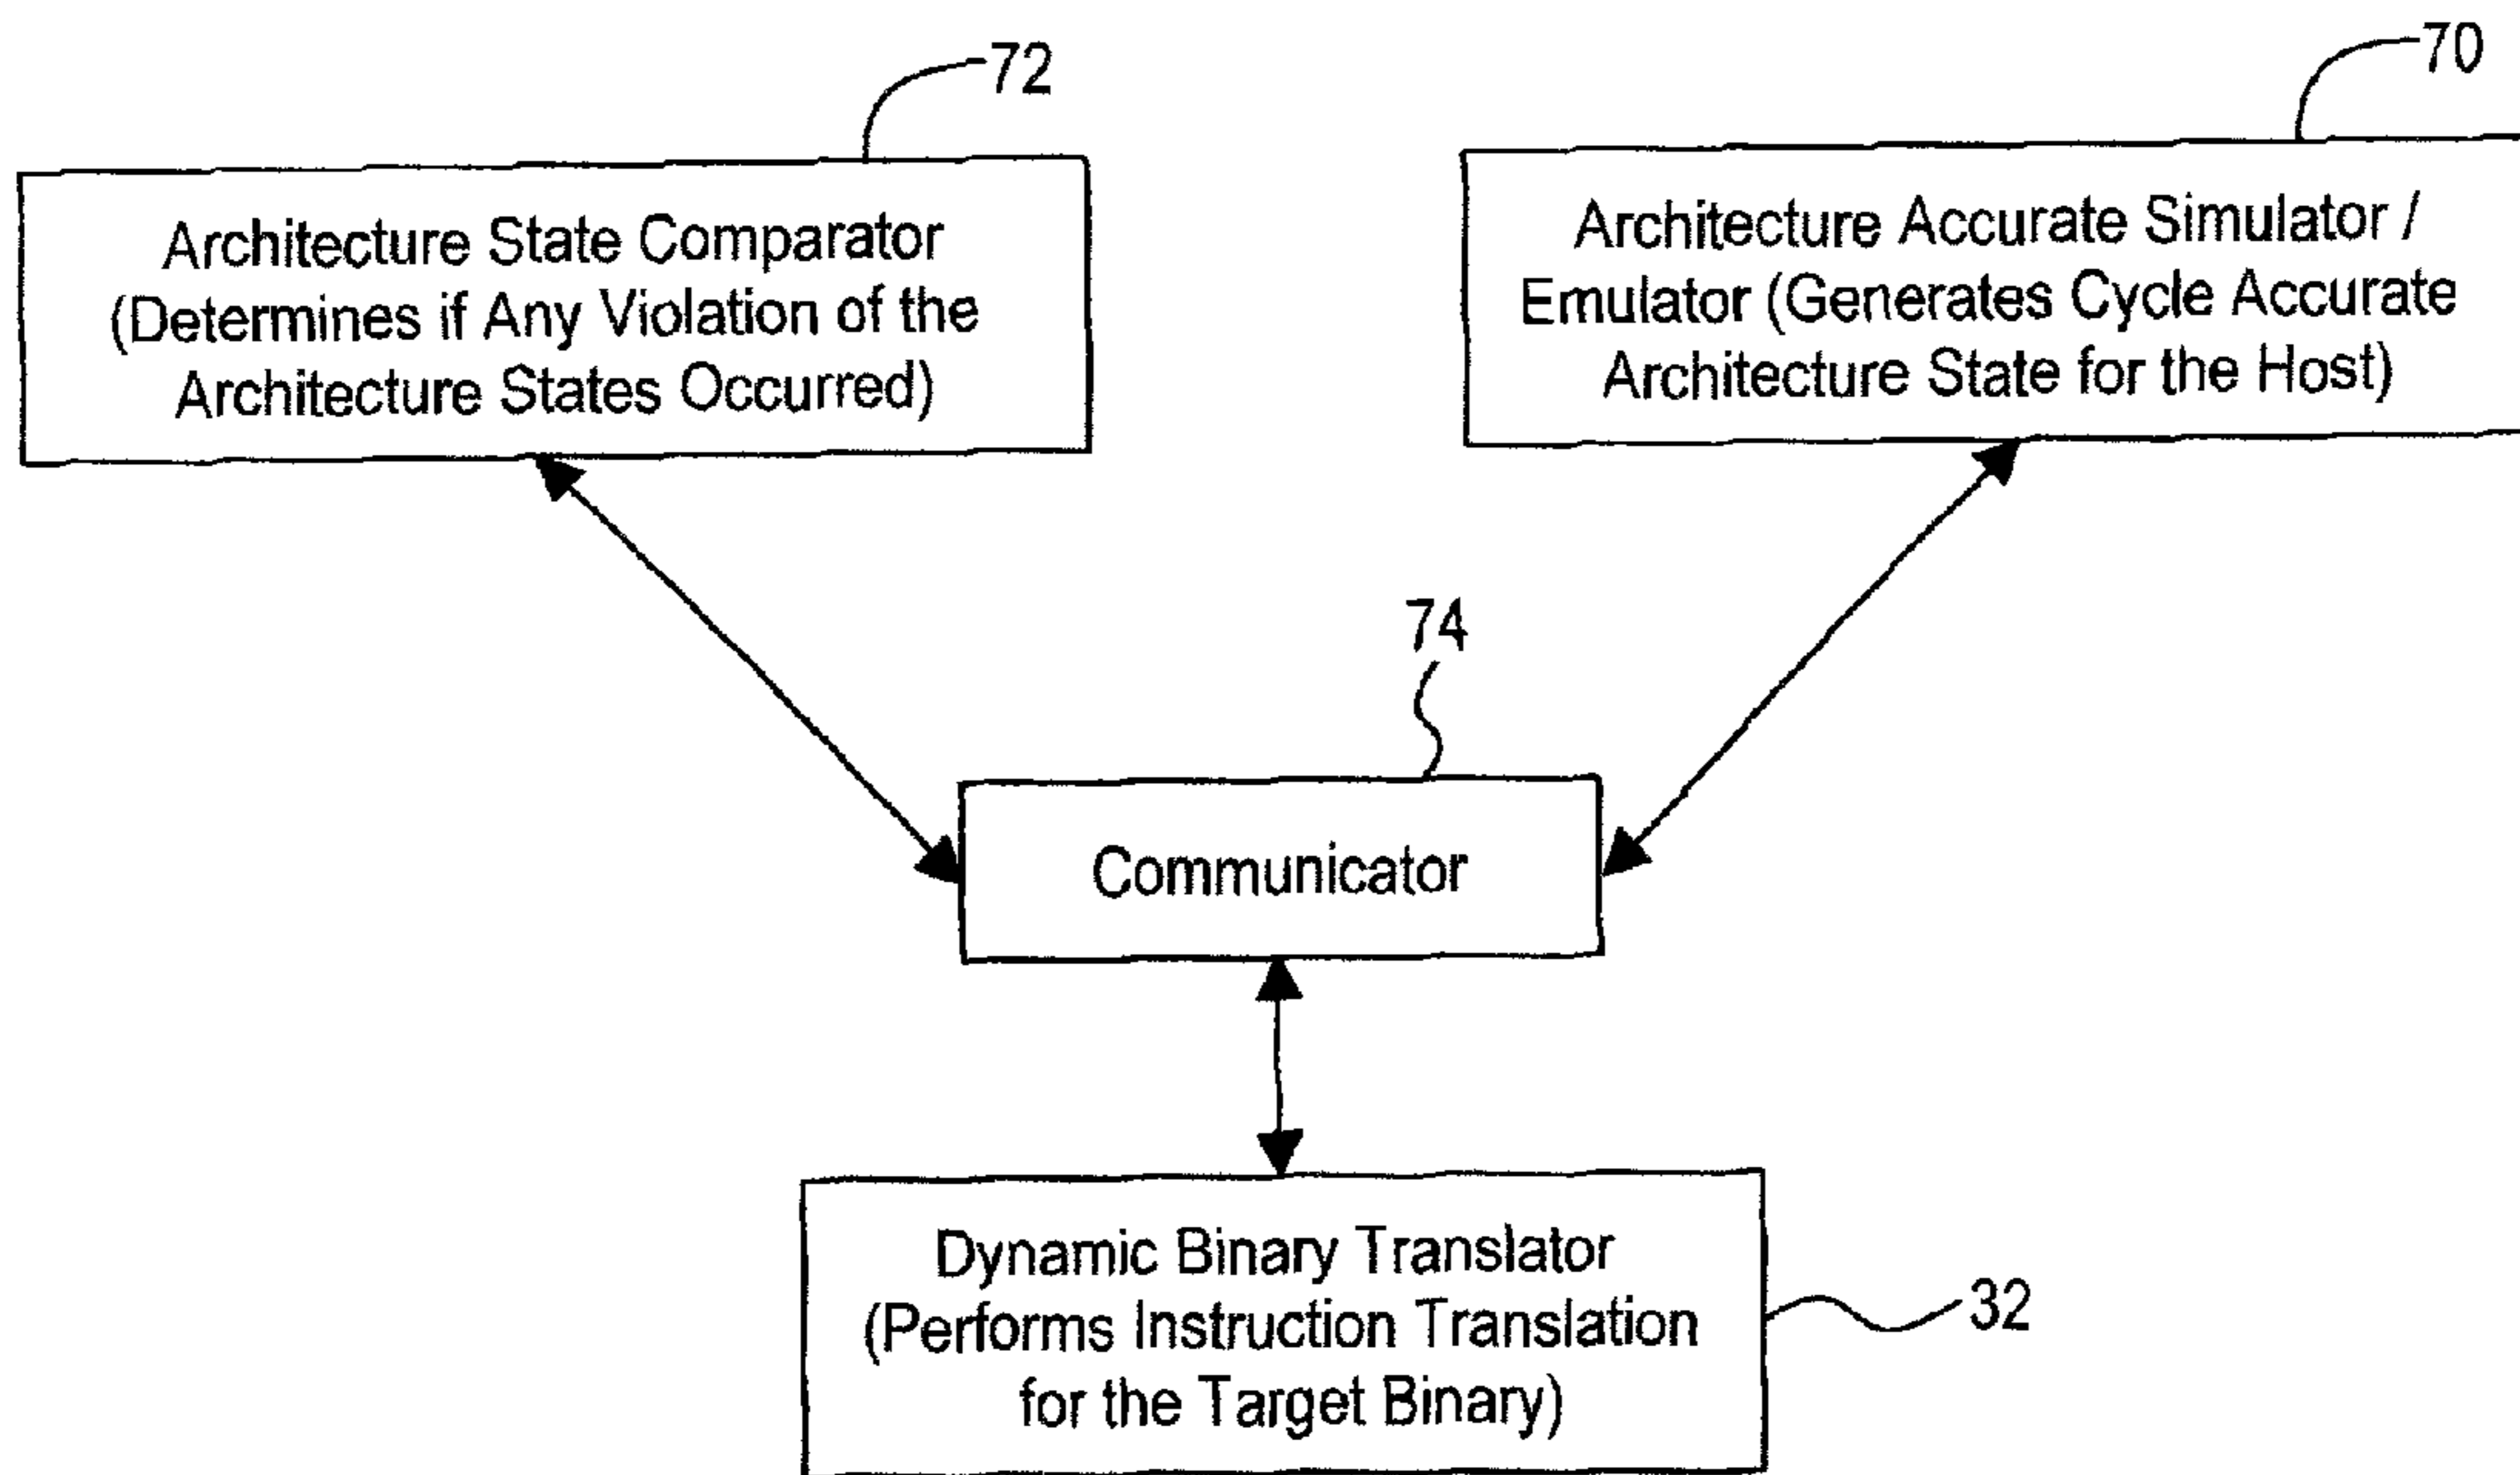 72
70
Architecture State Comparator
(Determines if Any Violation of the
Architecture States Occurred)
Architecture Accurate Simulator /
Emulator (Generates Cycle Accurate
Architecture State for the Host)
74
Communicator
Dynamic Binary Translator
(Performs Instruction Translation
for the Target Binary)
32